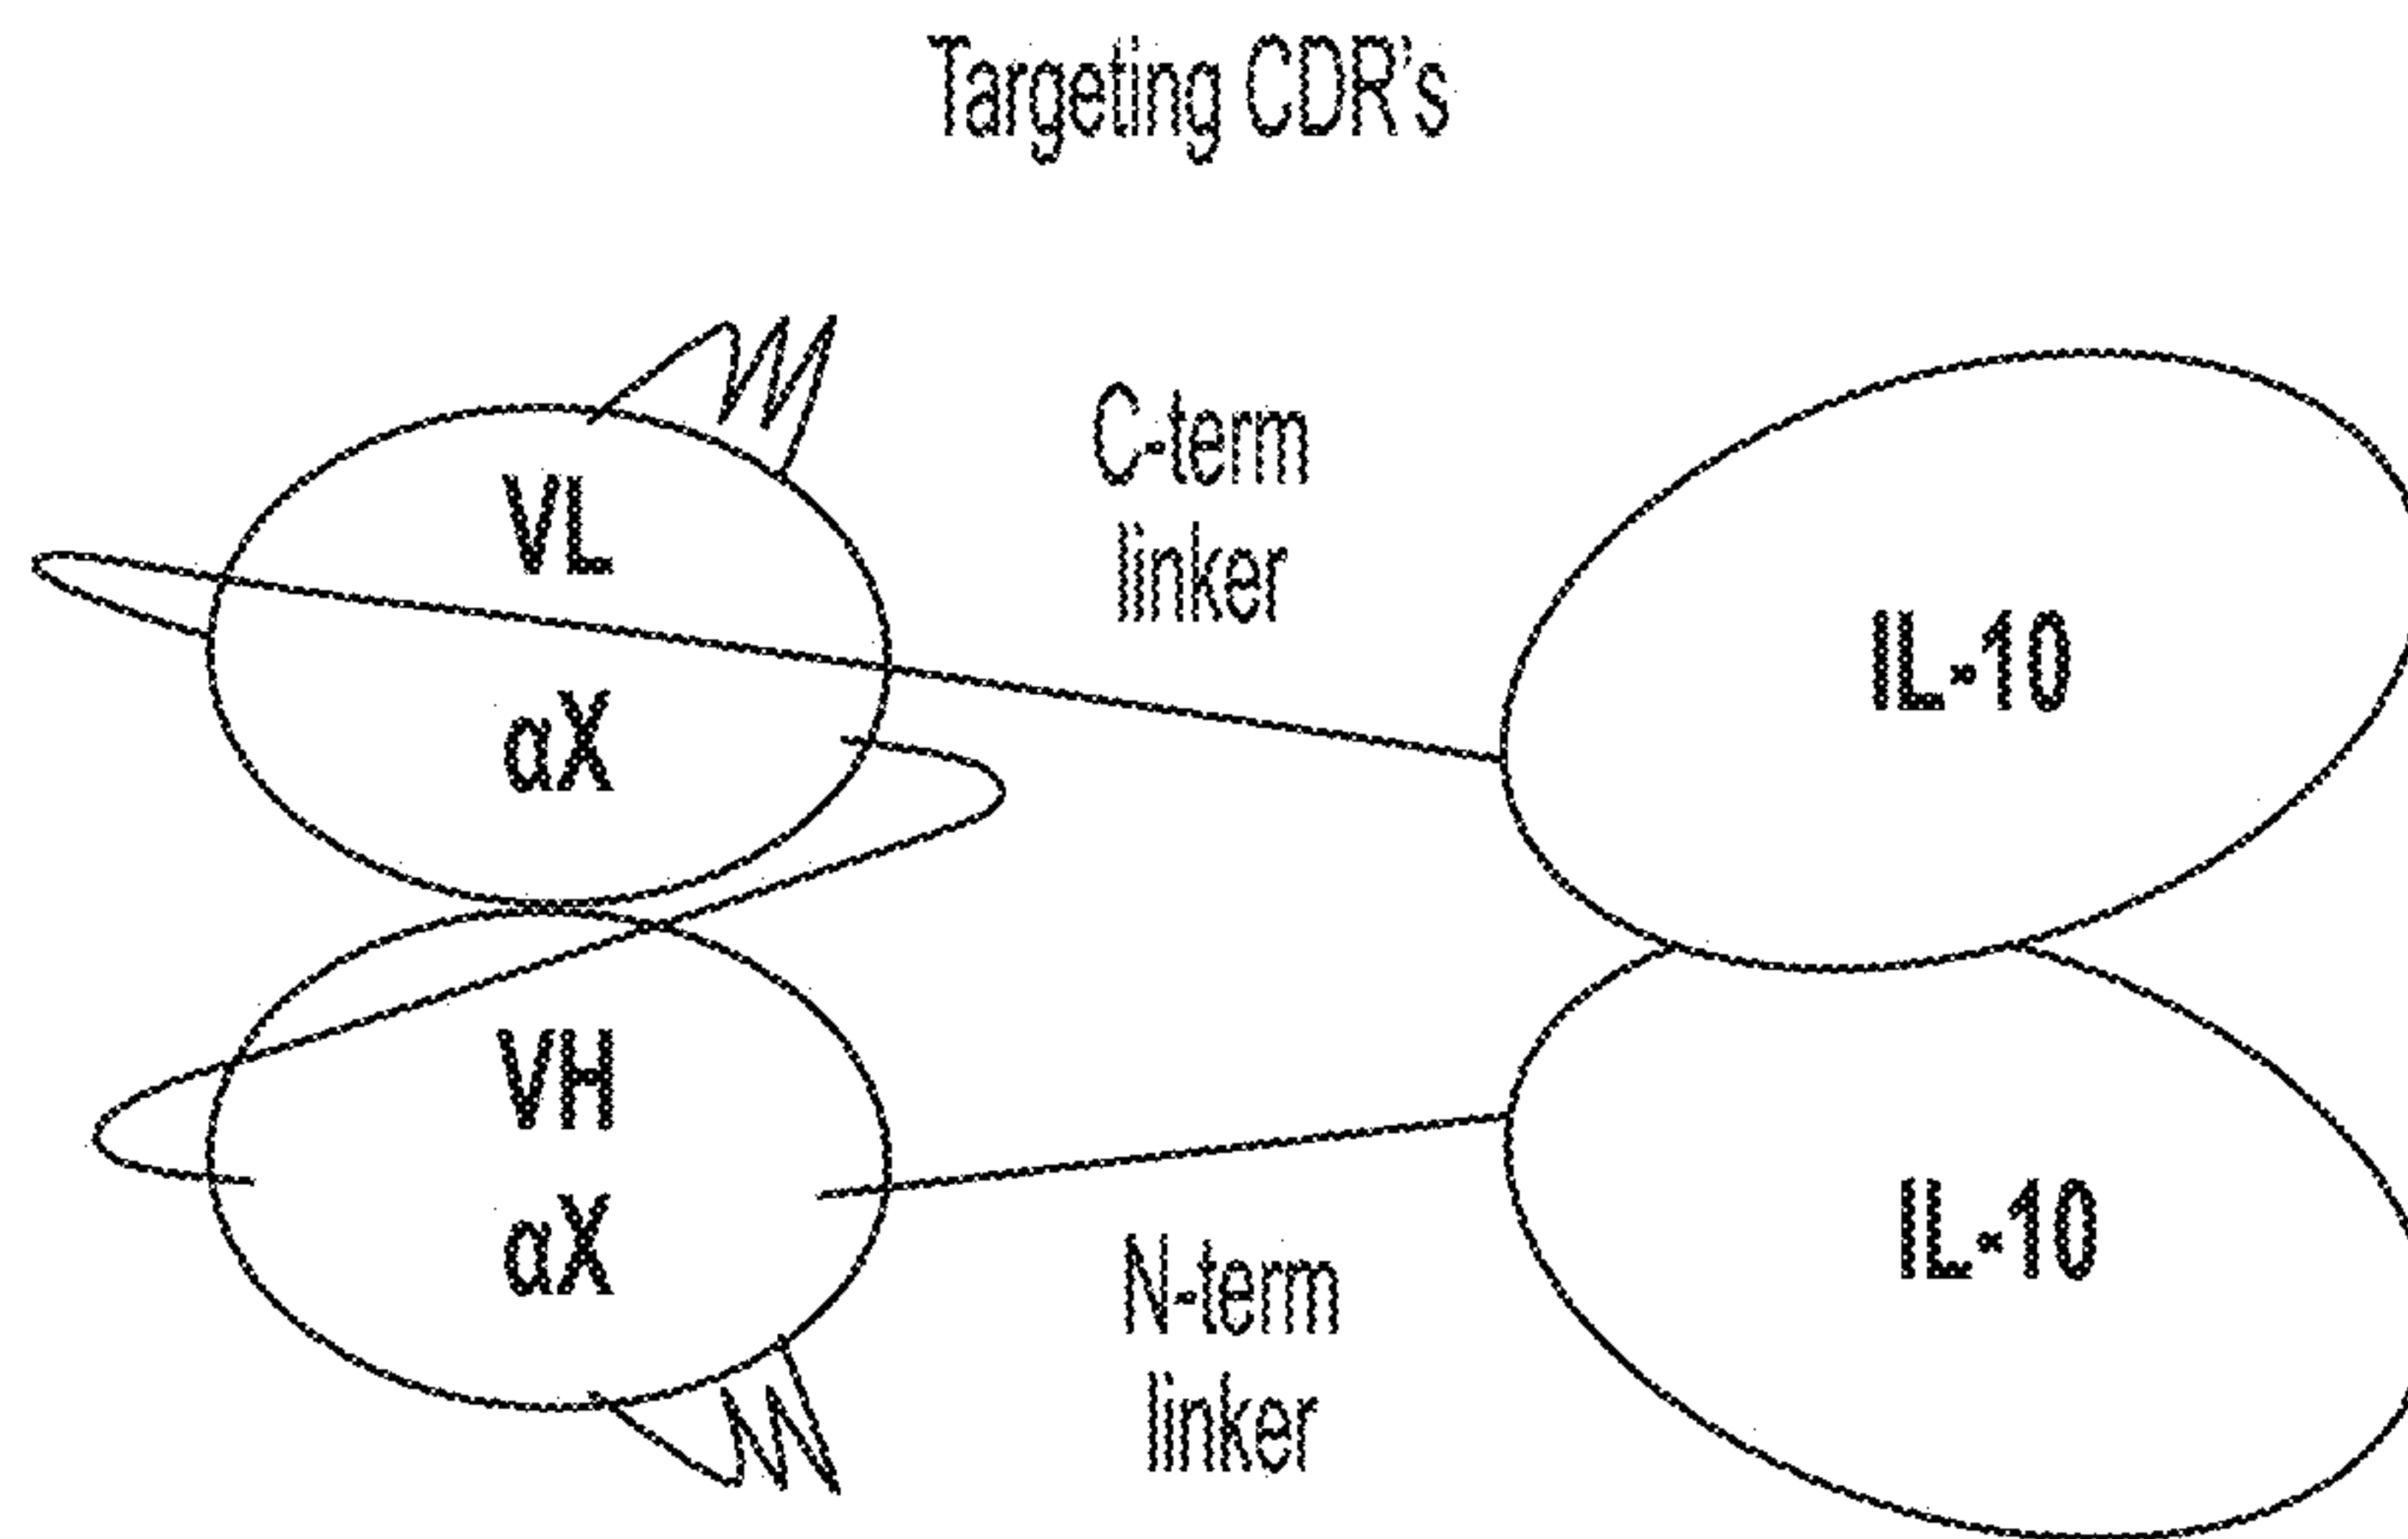 Targeting CDR's
VL
αX
C-term
linker
IL-10
VH
αX
N-term
linker
IL-10